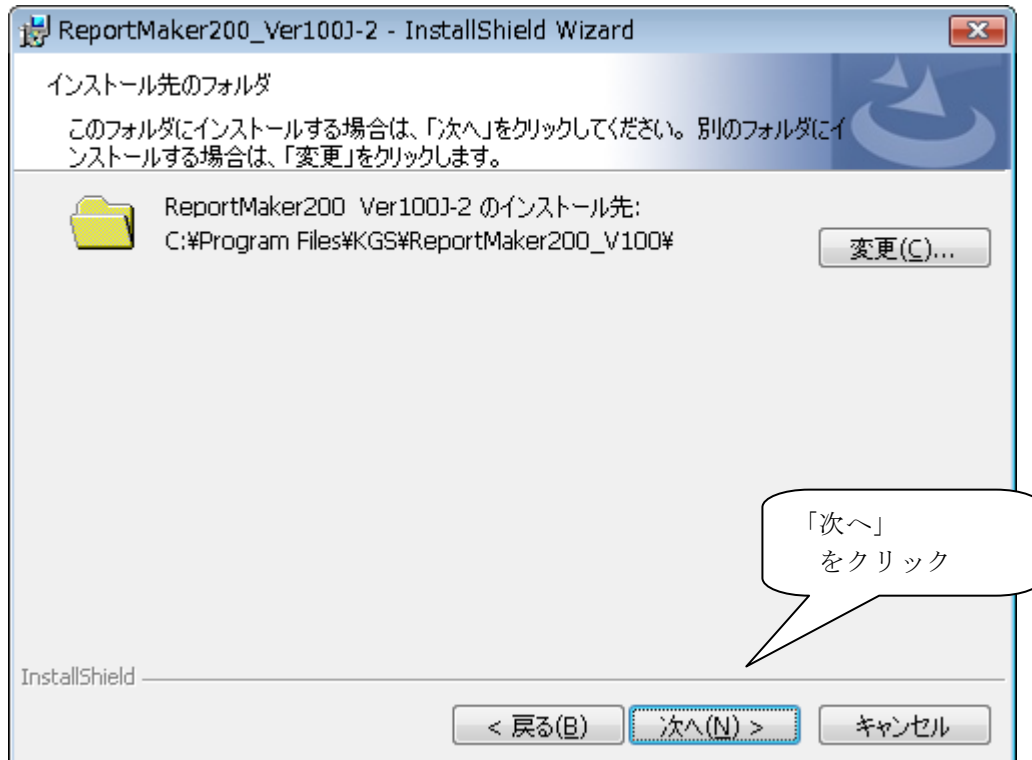 ReportMaker200_Ver100J-2 - InstallShield Wizard
インストール先のフォルダ
このフォルダにインストールする場合は、「次へ」をクリックしてください。別のフォルダにイ
ンストールする場合は、「変更」をクリックします。
ReportMaker200 Ver100J-2 のインストール先:
C:¥Program Files¥KGS¥ReportMaker200_V100¥
変更(C)...
「次へ」
をクリック
InstallShield
< 戻る(B)
次へ(N) >
キャンセル